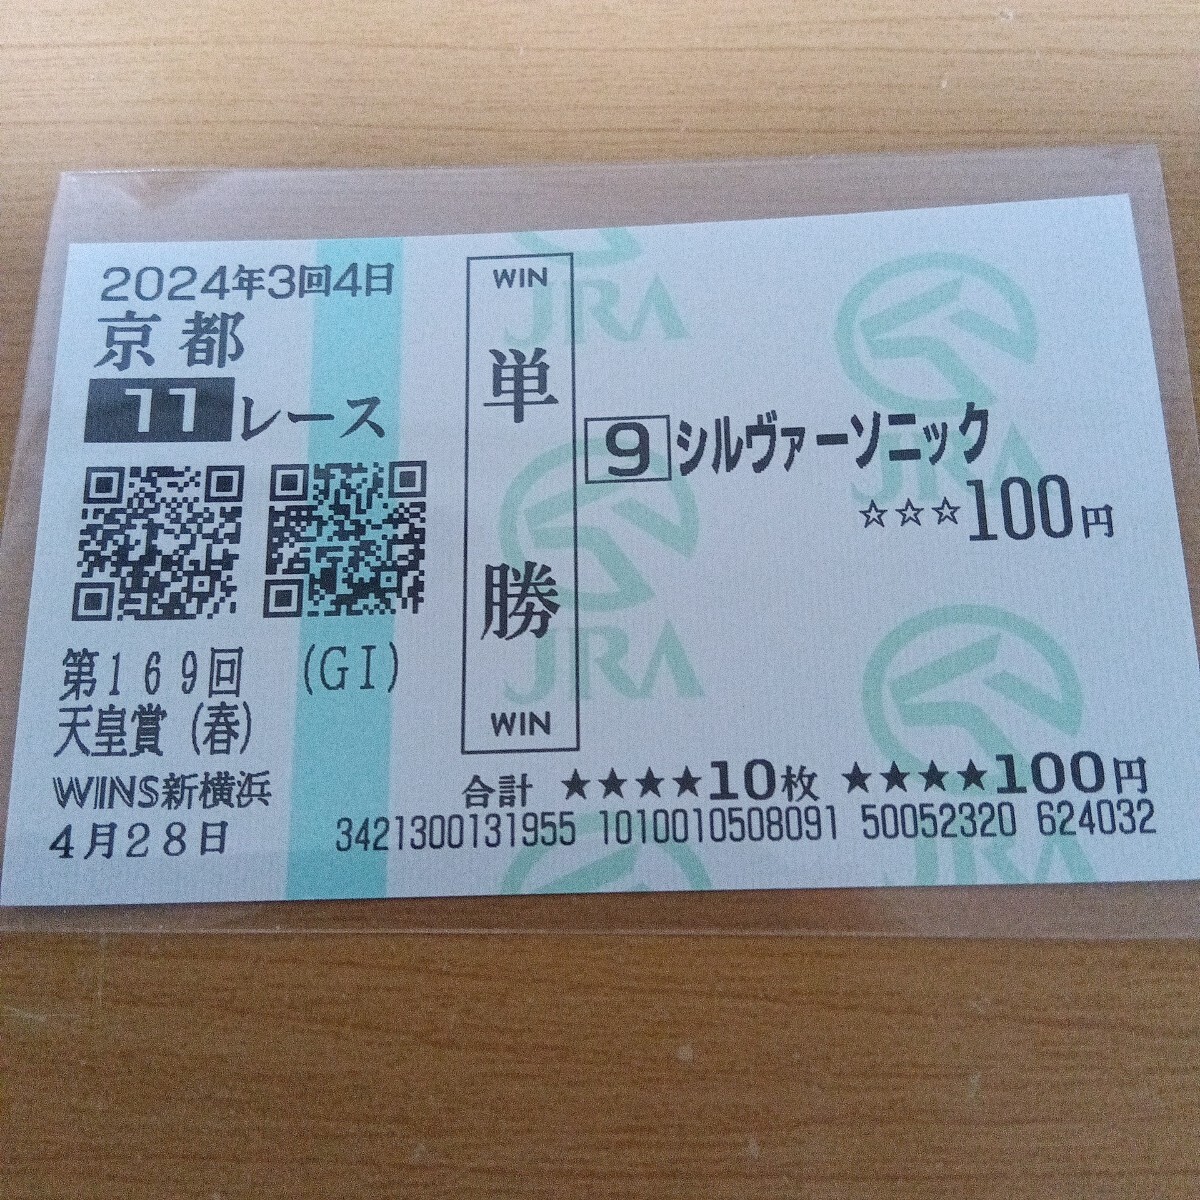 2024年3回4日
京都
11レース
第169回 (GⅠ)
天皇賞(春)
WINS新横浜
4月28日
WIN
単勝
WIN
9 シルヴァーソニック
☆☆☆100円
合計 ★★★★10枚 ★★★★100円
3421300131955 1010010508091 50052320 624032
JRA
JRA
JRA
JRA